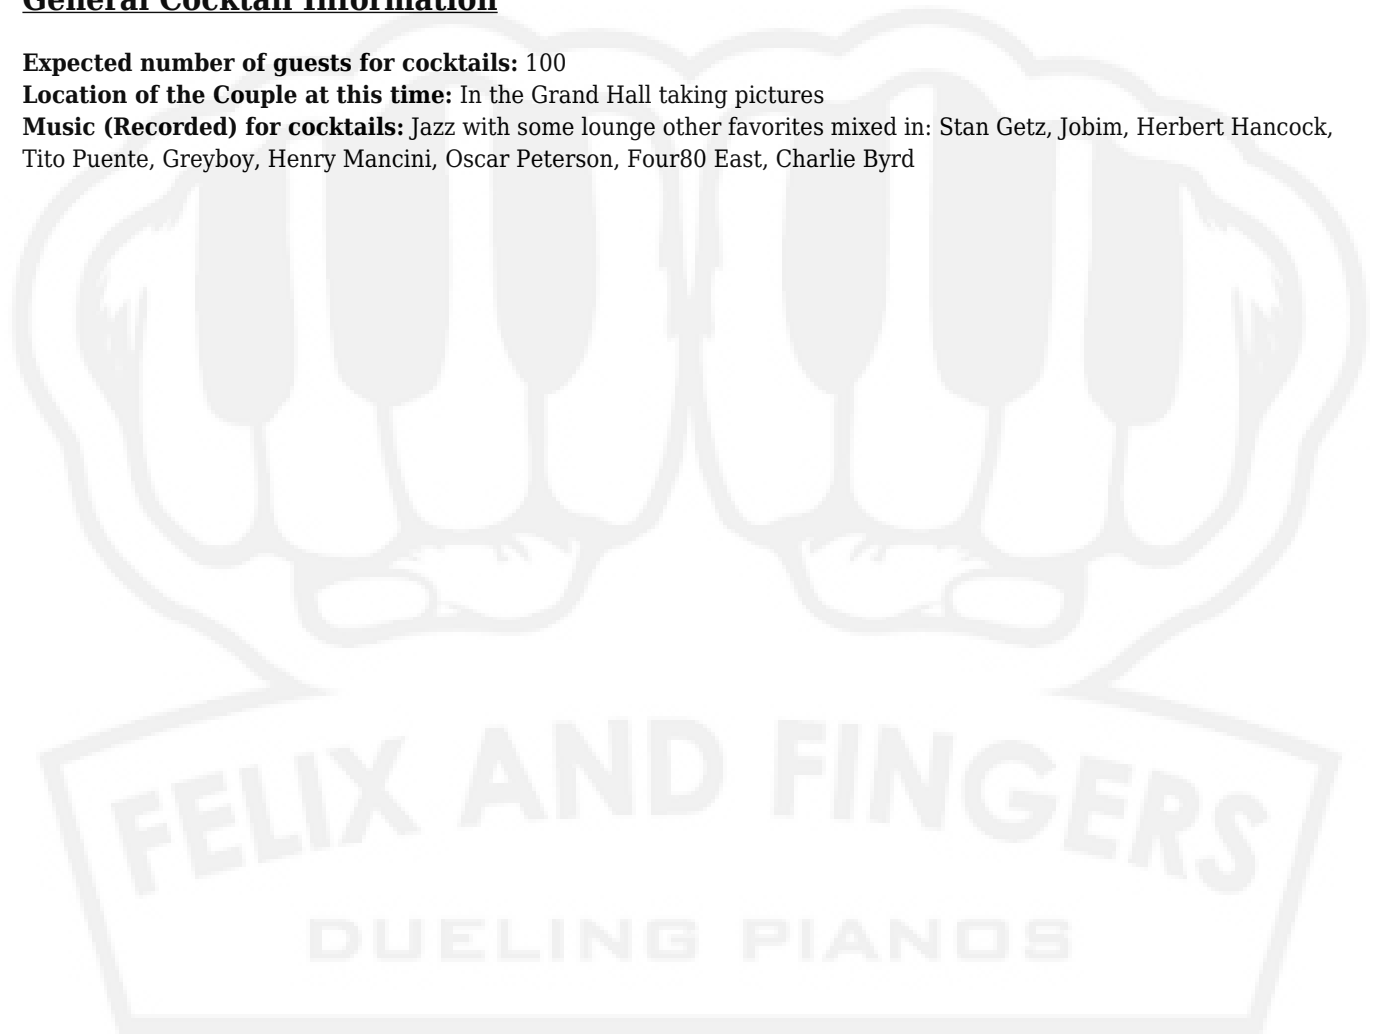 General Cocktail Information
Expected number of guests for cocktails: 100
Location of the Couple at this time: In the Grand Hall taking pictures
Music (Recorded) for cocktails: Jazz with some lounge other favorites mixed in: Stan Getz, Jobim, Herbert Hancock,
Tito Puente, Greyboy, Henry Mancini, Oscar Peterson, Four80 East, Charlie Byrd
FELIX AND FINGERS
DUELING PIANOS